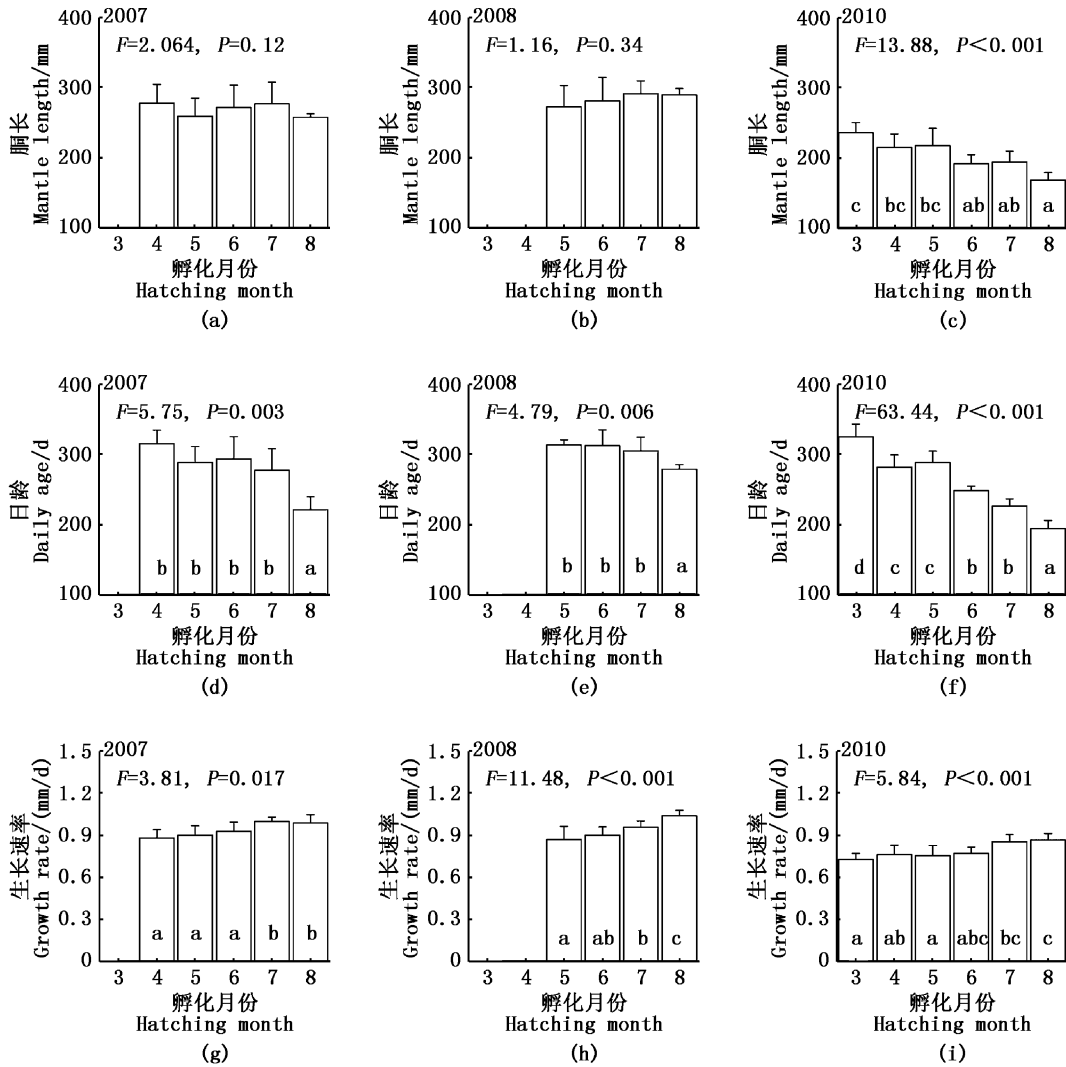 2007
400
F=2.064, P=0.12
300
200
100
胴长
Mantle length/mm
3 4 5 6 7 8
孵化月份
Hatching month
(a)
2008
400
F=1.16, P=0.34
300
200
100
胴长
Mantle length/mm
3 4 5 6 7 8
孵化月份
Hatching month
(b)
2010
400
F=13.88, P<0.001
300
200
100
胴长
Mantle length/mm
c bc bc ab ab a
3 4 5 6 7 8
孵化月份
Hatching month
(c)
2007
400
F=5.75, P=0.003
300
200
100
日龄
Daily age/d
b b b b a
3 4 5 6 7 8
孵化月份
Hatching month
(d)
2008
400
F=4.79, P=0.006
300
200
100
日龄
Daily age/d
b b b a
3 4 5 6 7 8
孵化月份
Hatching month
(e)
2010
400
F=63.44, P<0.001
300
200
100
日龄
Daily age/d
d c c b b a
3 4 5 6 7 8
孵化月份
Hatching month
(f)
2007
1.5
F=3.81, P=0.017
1.2
0.9
0.6
0.3
0
生长速率
Growth rate/(mm/d)
a a a b b
3 4 5 6 7 8
孵化月份
Hatching month
(g)
2008
1.5
F=11.48, P<0.001
1.2
0.9
0.6
0.3
0
生长速率
Growth rate/(mm/d)
a ab b c
3 4 5 6 7 8
孵化月份
Hatching month
(h)
2010
1.5
F=5.84, P<0.001
1.2
0.9
0.6
0.3
0
生长速率
Growth rate/(mm/d)
a ab a abc bc c
3 4 5 6 7 8
孵化月份
Hatching month
(i)